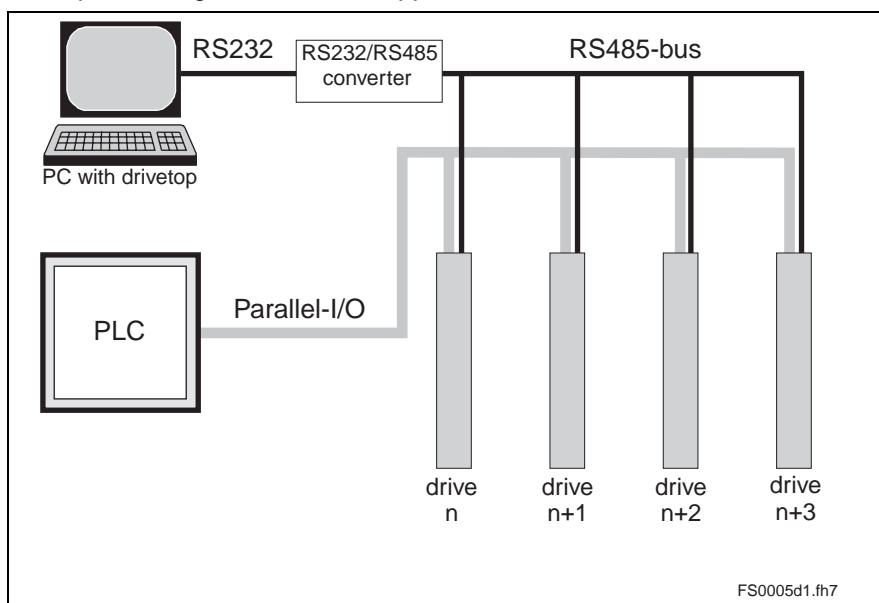 RS232
RS232/RS485
converter
RS485-bus
PC with drivetop
Parallel-I/O
PLC
drive
n
drive
n+1
drive
n+2
drive
n+3
FS0005d1.fh7